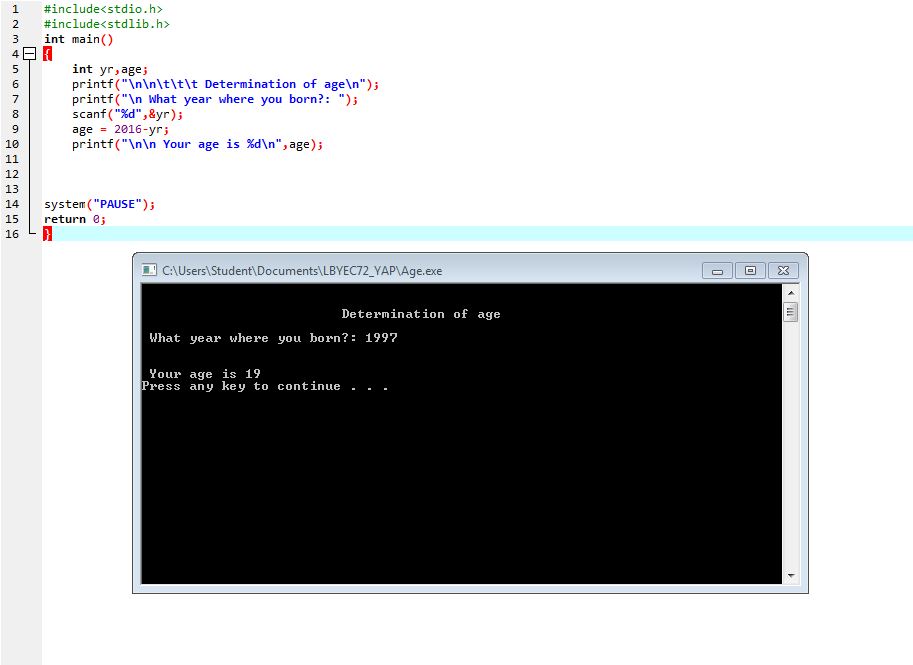 1 #include<stdio.h>
2 #include<stdlib.h>
3 int main()
4 {
5 int yr,age;
6 printf("\n\n\t\t\t Determination of age\n");
7 printf("\n What year where you born?: ");
8 scanf("%d",&yr);
9 age = 2016-yr;
10 printf("\n\n Your age is %d\n",age);
11
12
13
14 system("PAUSE");
15 return 0;
16 }
C:\Users\Student\Documents\LBYEC72_YAP\Age.exe
Determination of age
What year where you born?: 1997
Your age is 19
Press any key to continue . . .